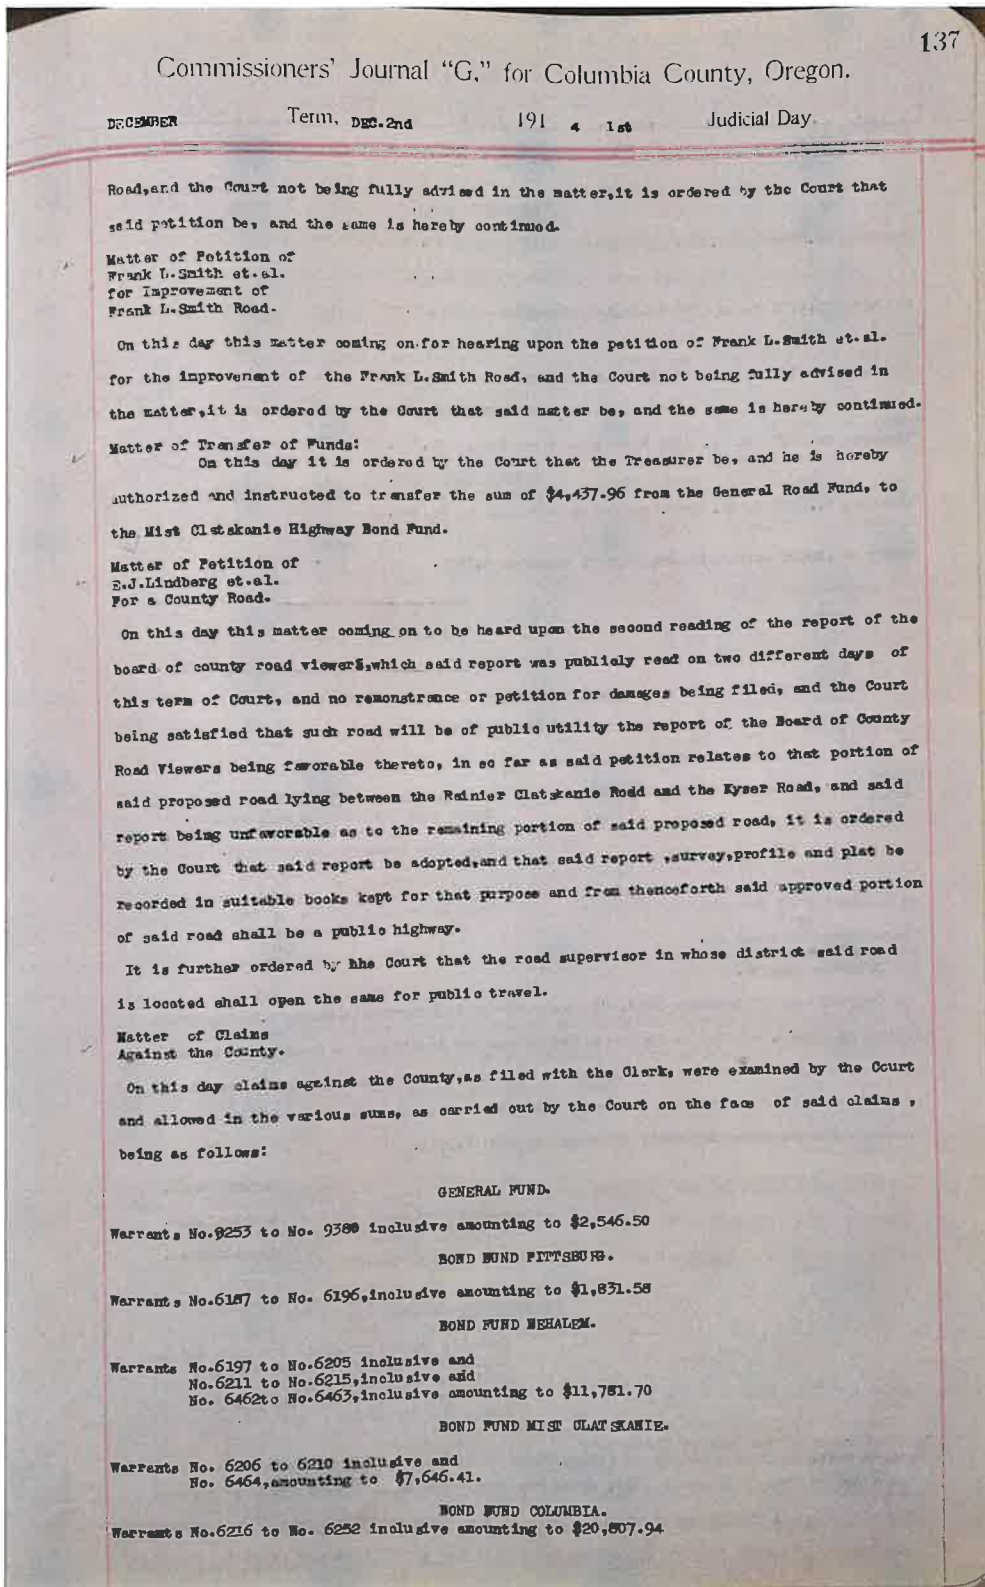 137
Commissioners' Journal "G," for Columbia County, Oregon.
DECEMBER Term, DEC.2nd 191 4 1st Judicial Day.
Road,and the Court not being fully advised in the matter,it is ordered by the Court that
said petition be, and the same is hereby continued.
Matter of Petition of
Frank L.Smith et.al.
for Improvement of
Frank L.Smith Road.
On this day this matter coming on.for hearing upon the petition of Frank L.Smith et.al.
for the improvement of the Frank L.Smith Road, and the Court not being fully advised in
the matter,it is ordered by the Court that said matter be, and the same is hereby continued.
Matter of Transfer of Funds:
On this day it is ordered by the Court that the Treasurer be, and he is hereby
authorized and instructed to transfer the sum of $4,437.96 from the General Road Fund, to
the Mist Clatskanie Highway Bond Fund.
Matter of Petition of
E.J.Lindberg et.al.
For a County Road.
On this day this matter coming on to be heard upon the second reading of the report of the
board of county road viewers,which said report was publicly read on two different days of
this term of Court, and no remonstrance or petition for damages being filed, and the Court
being satisfied that such road will be of public utility the report of the Board of County
Road Viewers being favorable thereto, in so far as said petition relates to that portion of
said proposed road lying between the Rainier Clatskanie Roed and the Kyser Road, and said
report being unfavorable as to the remaining portion of said proposed road, it is ordered
by the Court that said report be adopted,and that said report ,survey,profile and plat be
recorded in suitable books kept for that purpose and from thenceforth said approved portion
of said road shall be a public highway.
It is further ordered by hhe Court that the road supervisor in whose district said road
is located shall open the same for public travel.
Matter of Claims
Against the County.
On this day claims against the County,as filed with the Clerk, were examined by the Court
and allowed in the various sums, as carried out by the Court on the face of said claims ,
being as follows:
GENERAL FUND.
Warrants No.9253 to No. 9380 inclusive amounting to $2,546.50
BOND BUND PITTSBURG.
Warrants No.6187 to No. 6196,inclusive amounting to $1,831.58
BOND FUND NEHALEM.
Warrants No.6197 to No.6205 inclusive and
No.6211 to No.6215,inclusive and
No. 6462to No.6463,inclusive amounting to $11,781.70
BOND FUND MIST CLATSKANIE.
Warrants No. 6206 to 6210 inclusive and
No. 6464,amounting to $7,646.41.
BOND BUND COLUMBIA.
Warrants No.6216 to No. 6252 inclusive amounting to $20,807.94